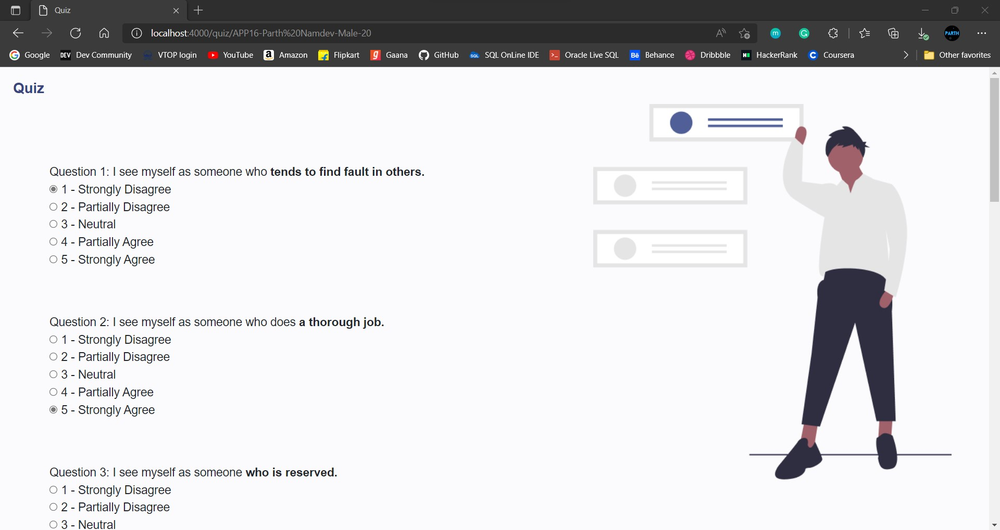 Quiz
localhost:4000/quiz/APP16-Parth%20Namdev-Male-20
A
m
G
PARTH
Google
DEV Dev Community
VTOP login
YouTube
a Amazon
Flipkart
g Gaana
GitHub
SQL SQL OnLine IDE
>_ Oracle Live SQL
Bē Behance
Dribbble
H HackerRank
C Coursera
Other favorites
Quiz
Question 1: I see myself as someone who tends to find fault in others.
1 - Strongly Disagree
2 - Partially Disagree
3 - Neutral
4 - Partially Agree
5 - Strongly Agree
Question 2: I see myself as someone who does a thorough job.
1 - Strongly Disagree
2 - Partially Disagree
3 - Neutral
4 - Partially Agree
5 - Strongly Agree
Question 3: I see myself as someone who is reserved.
1 - Strongly Disagree
2 - Partially Disagree
3 - Neutral